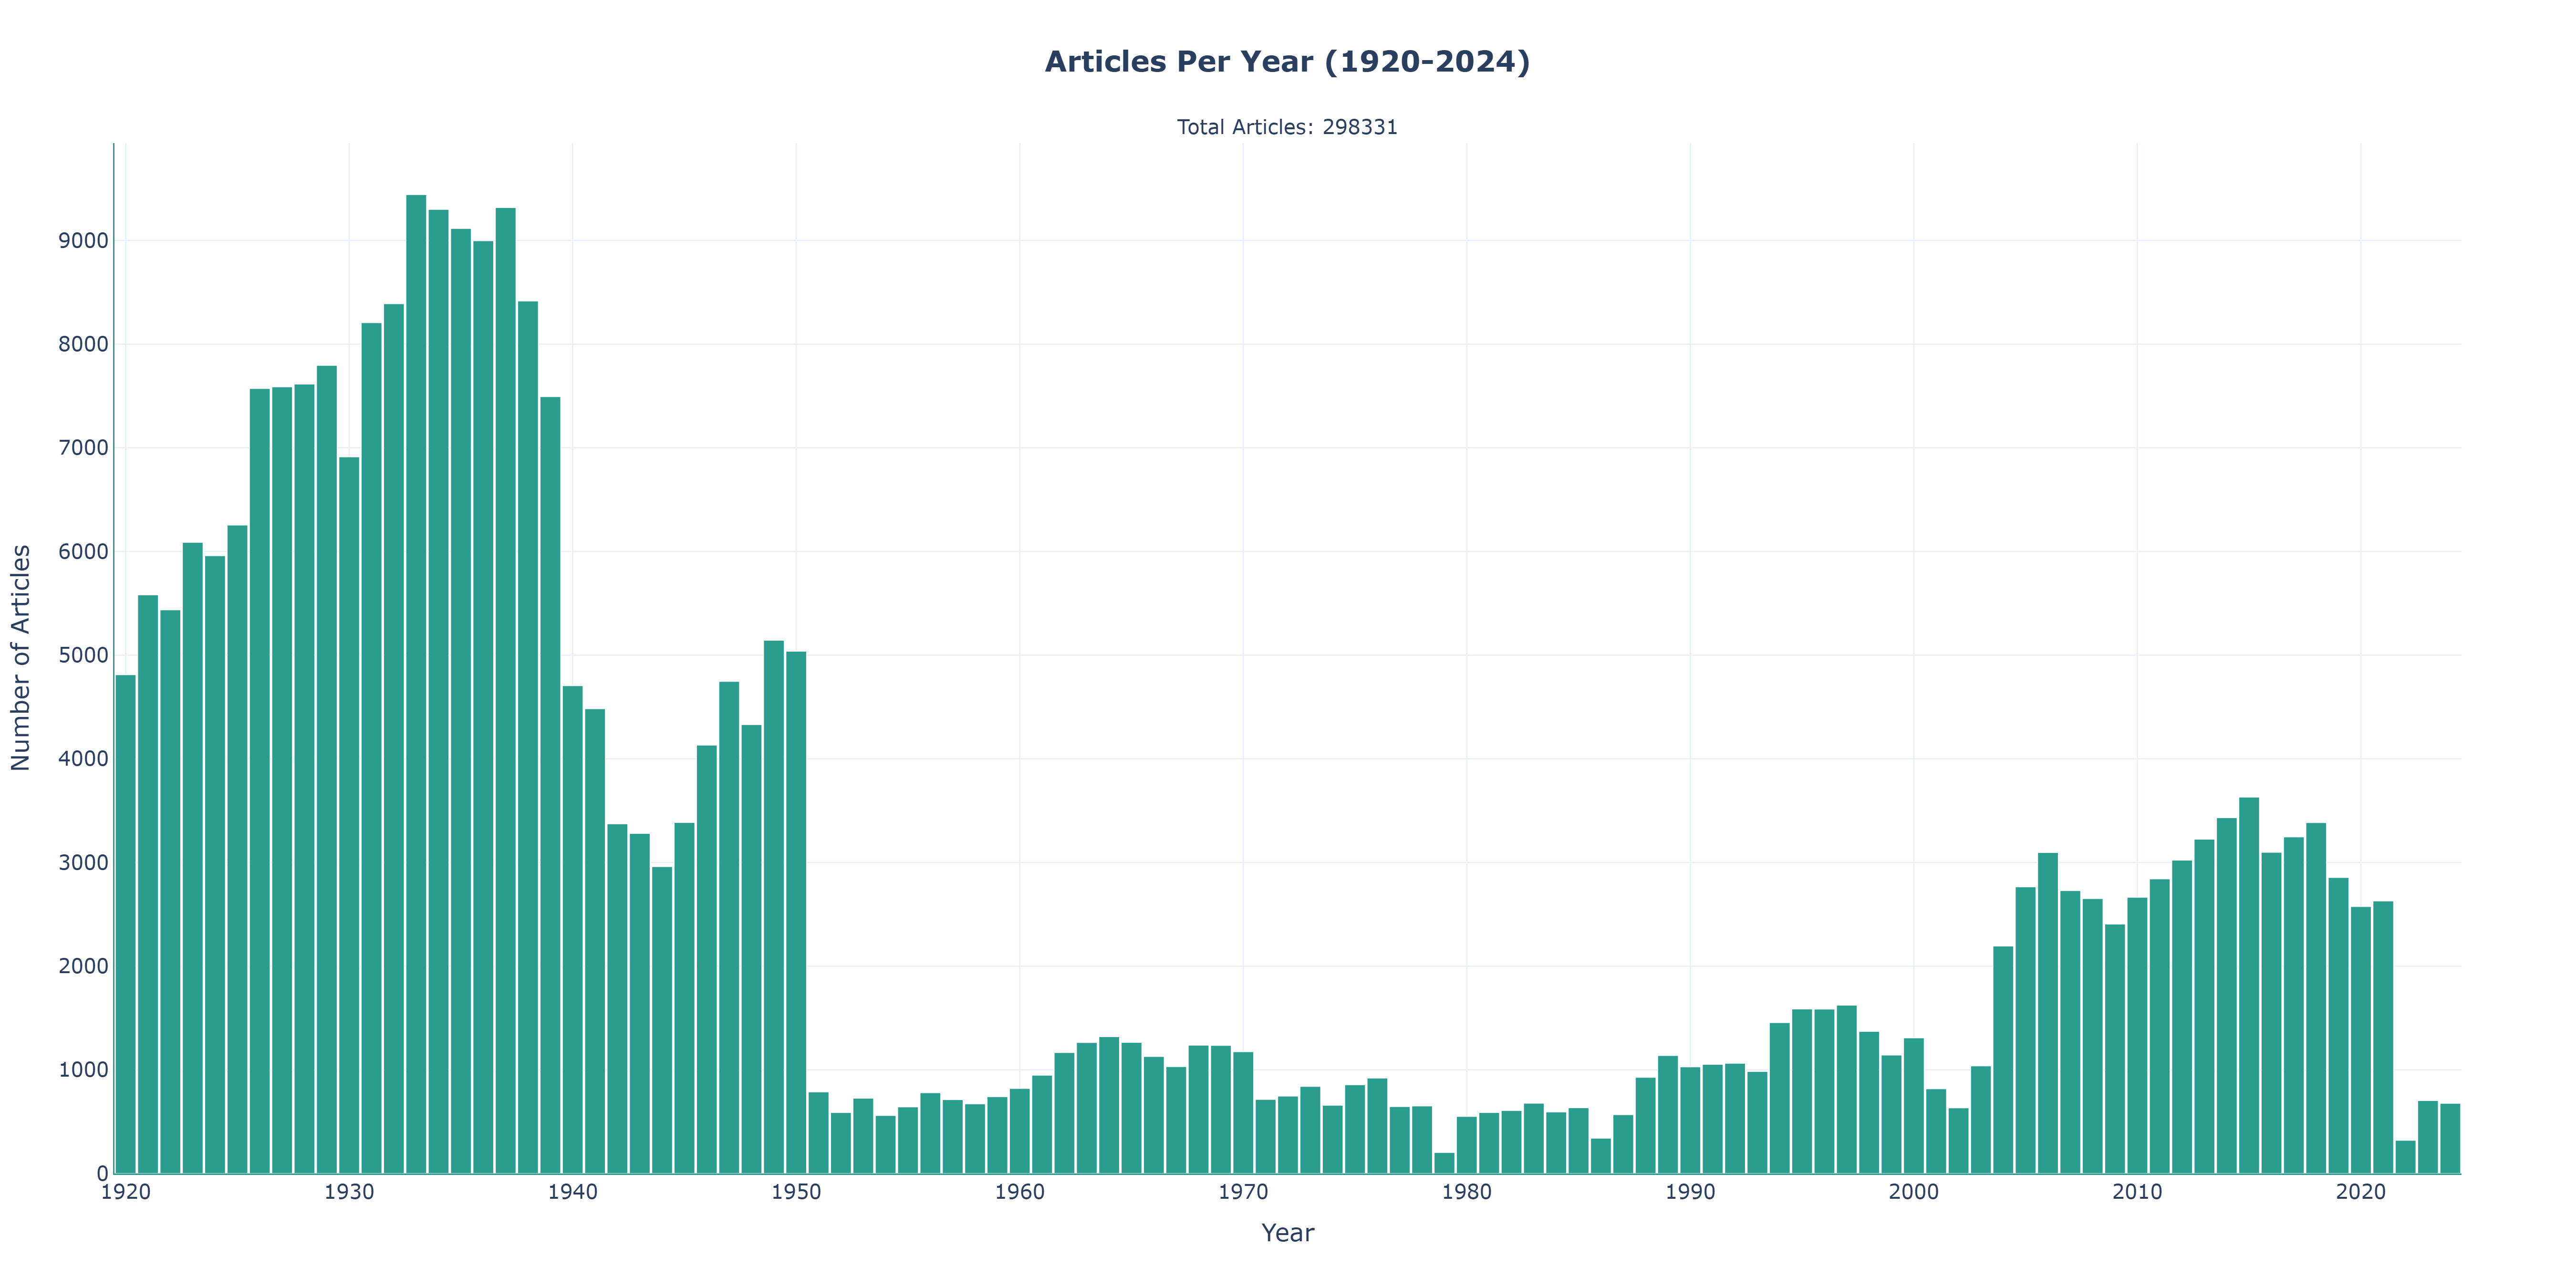 Articles Per Year (1920-2024)
Total Articles: 298331
Number of Articles
9000
8000
7000
6000
5000
4000
3000
2000
1000
0
1920 1930 1940 1950 1960 1970 1980 1990 2000 2010 2020
Year